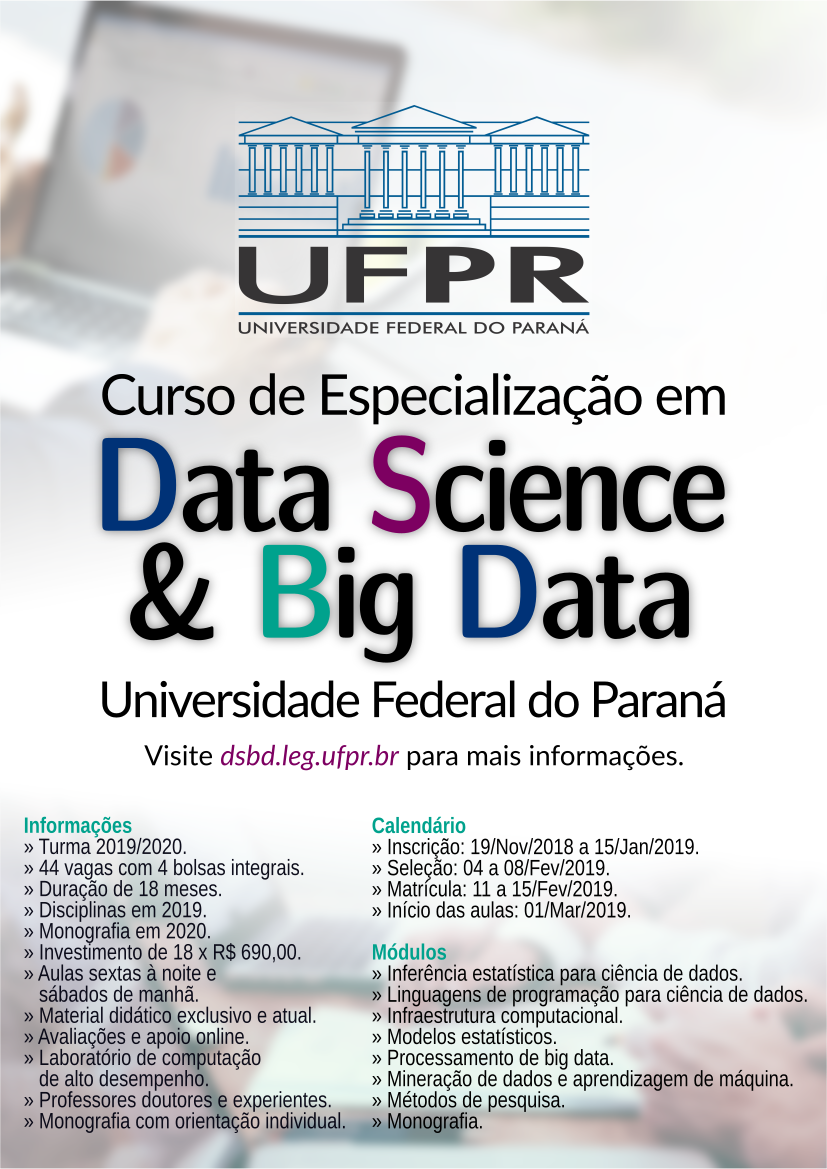 UFPR
UNIVERSIDADE FEDERAL DO PARANÁ
Curso de Especialização em
Data Science
& Big Data
Universidade Federal do Paraná
Visite dsbd.leg.ufpr.br para mais informações.
Informações
» Turma 2019/2020.
» 44 vagas com 4 bolsas integrais.
» Duração de 18 meses.
» Disciplinas em 2019.
» Monografia em 2020.
» Investimento de 18 x R$ 690,00.
» Aulas sextas à noite e
sábados de manhã.
» Material didático exclusivo e atual.
» Avaliações e apoio online.
» Laboratório de computação
de alto desempenho.
» Professores doutores e experientes.
» Monografia com orientação individual.
Calendário
» Inscrição: 19/Nov/2018 a 15/Jan/2019.
» Seleção: 04 a 08/Fev/2019.
» Matrícula: 11 a 15/Fev/2019.
» Início das aulas: 01/Mar/2019.
Módulos
» Inferência estatística para ciência de dados.
» Linguagens de programação para ciência de dados.
» Infraestrutura computacional.
» Modelos estatísticos.
» Processamento de big data.
» Mineração de dados e aprendizagem de máquina.
» Métodos de pesquisa.
» Monografia.